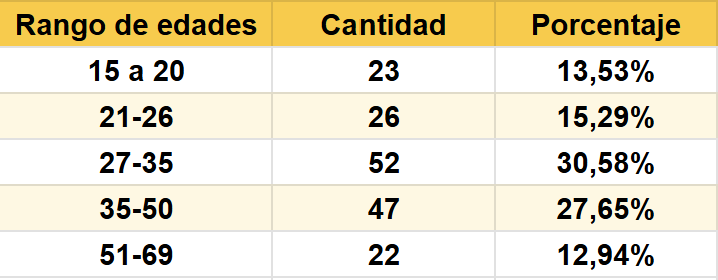 Rango de edades Cantidad Porcentaje
15 a 20 23 13,53%
21-26 26 15,29%
27-35 52 30,58%
35-50 47 27,65%
51-69 22 12,94%